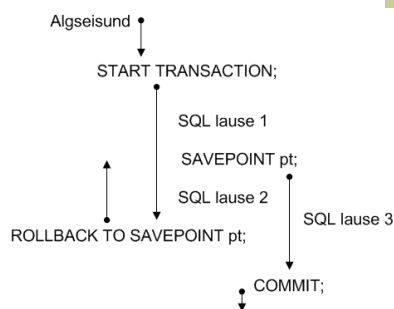 Algseisund
START TRANSACTION;
SQL lause 1
SAVEPOINT pt;
SQL lause 2
SQL lause 3
ROLLBACK TO SAVEPOINT pt;
COMMIT;